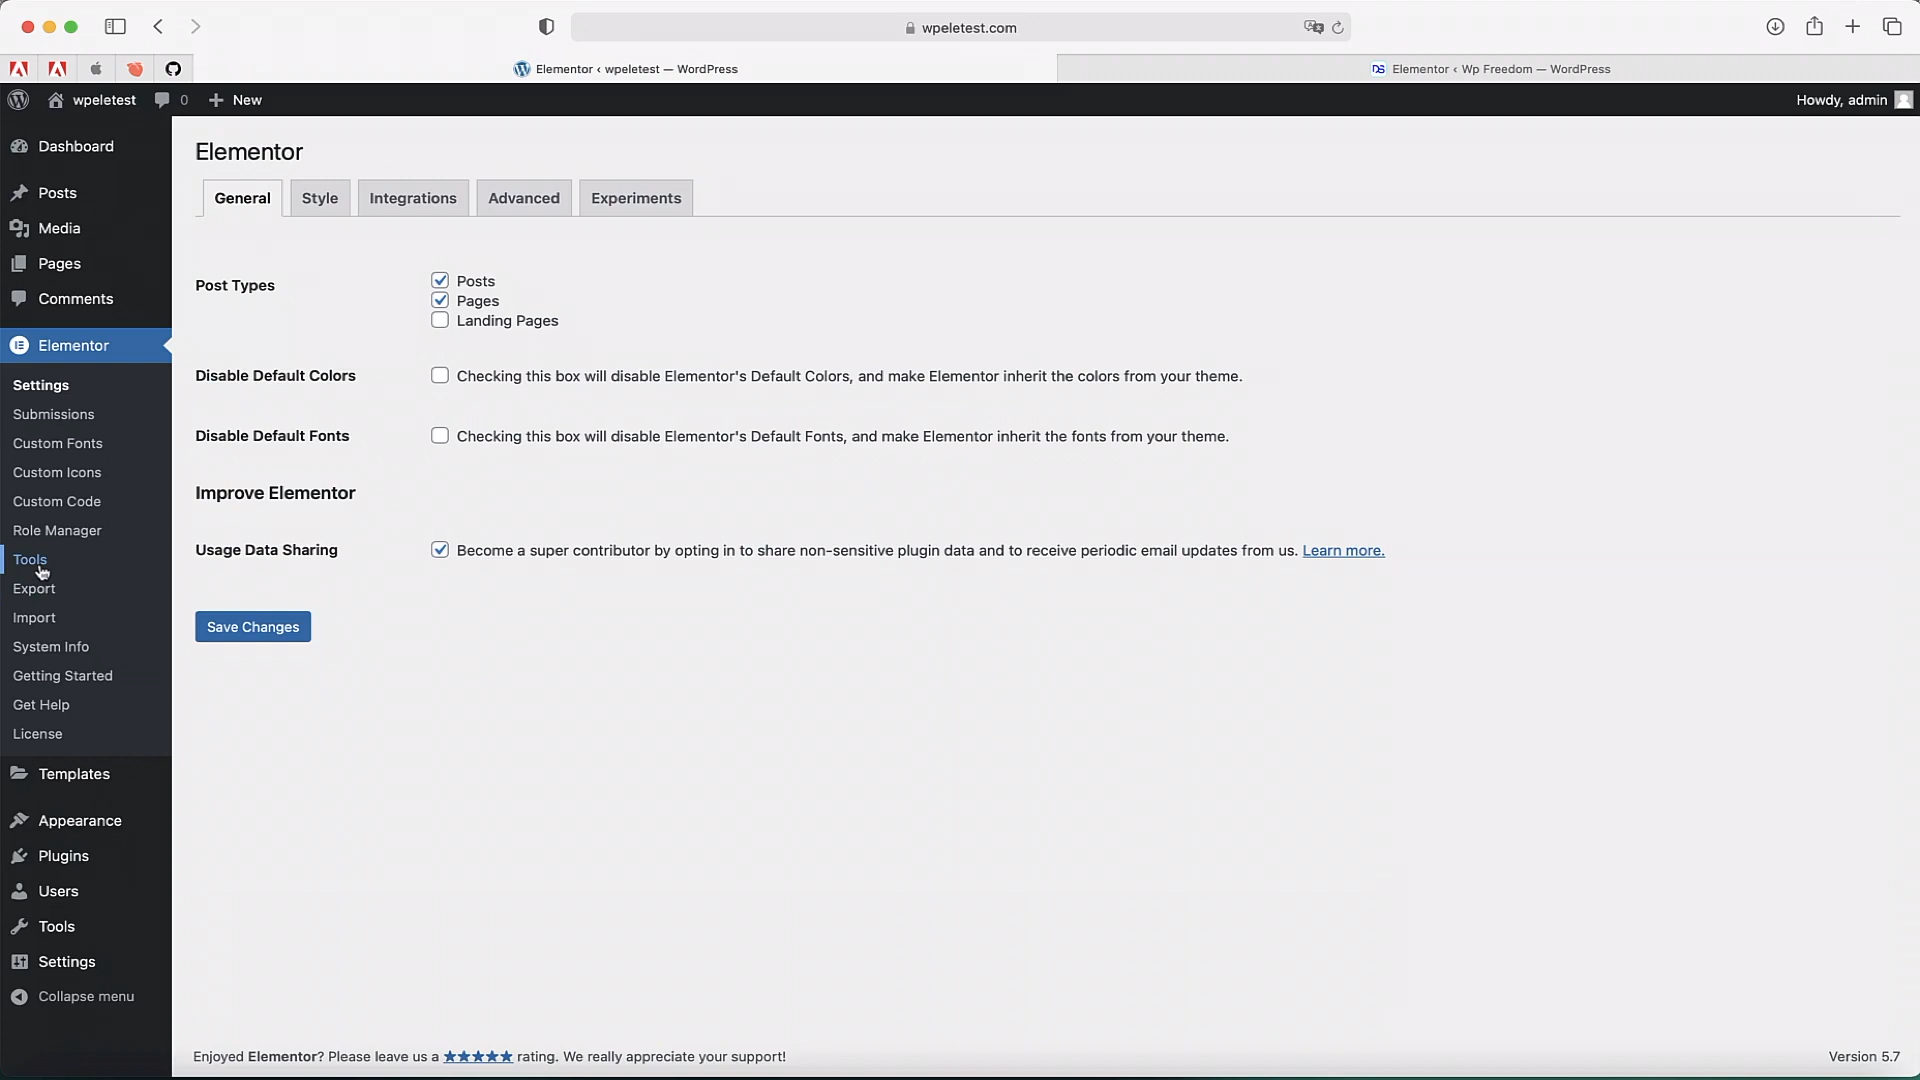 wpeletest.com
Elementor ‹ wpeletest — WordPress
Elementor ‹ Wp Freedom — WordPress
wpeletest 0 New
Howdy, admin
Dashboard
Posts
Media
Pages
Comments
Elementor
Settings
Submissions
Custom Fonts
Custom Icons
Custom Code
Role Manager
Tools
Export
Import
System Info
Getting Started
Get Help
License
Templates
Appearance
Plugins
Users
Tools
Settings
Collapse menu
Elementor
General Style Integrations Advanced Experiments
Post Types
Posts
Pages
Landing Pages
Disable Default Colors
Checking this box will disable Elementor's Default Colors, and make Elementor inherit the colors from your theme.
Disable Default Fonts
Checking this box will disable Elementor's Default Fonts, and make Elementor inherit the fonts from your theme.
Improve Elementor
Usage Data Sharing
Become a super contributor by opting in to share non-sensitive plugin data and to receive periodic email updates from us. Learn more.
Save Changes
Enjoyed Elementor? Please leave us a ★★★★★ rating. We really appreciate your support!
Version 5.7